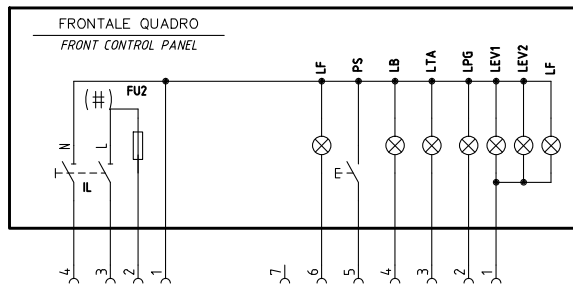 FRONTALE QUADRO
FRONT CONTROL PANEL
LF PS LB LTA LPG LEV1 LEV2 LF
(#) FU2
N L
IL
4 3 2 1 7 6 5 4 3 2 1